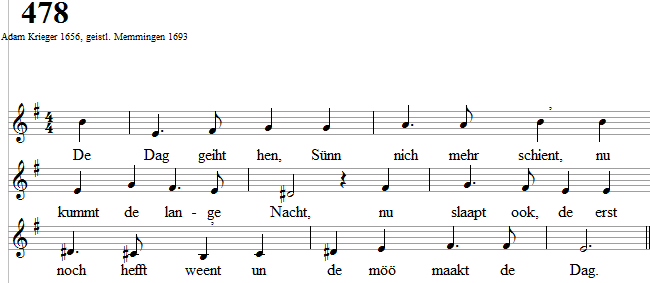 478
Adam Krieger 1656, geistl. Memmingen 1693
De Dag geiht hen, Sünn nich mehr schient, nu
kummt de lan - ge Nacht, nu slaapt ook, de erst
noch hefft weent un de möö maakt de Dag.